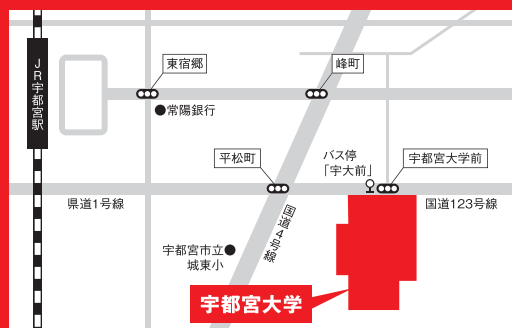 JR宇都宮駅
東宿郷
峰町
常陽銀行
平松町
バス停
「宇大前」
宇都宮大学前
県道1号線
国道123号線
国道4号線
宇都宮市立
城東小
宇都宮大学